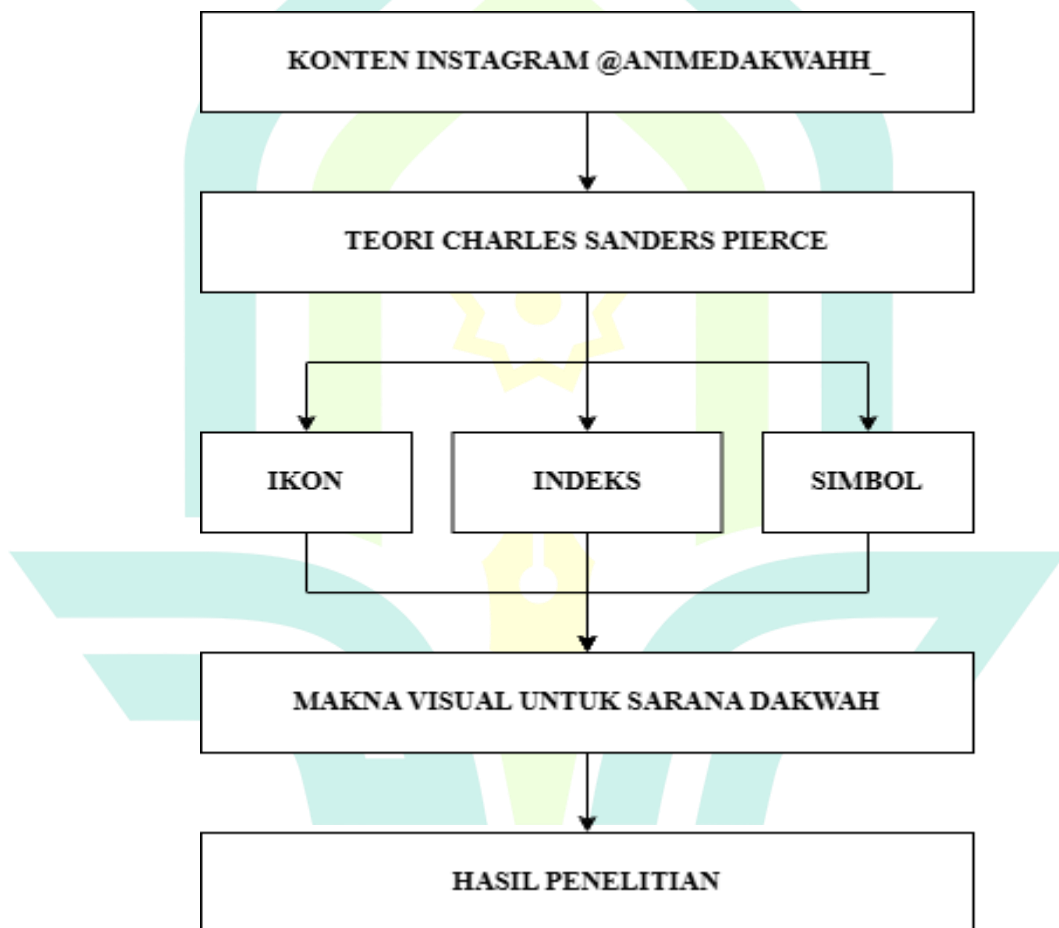 KONTEN INSTAGRAM @ANIMEDAKWAHH_
TEORI CHARLES SANDERS PIERCE
IKON
INDEKS
SIMBOL
MAKNA VISUAL UNTUK SARANA DAKWAH
HASIL PENELITIAN